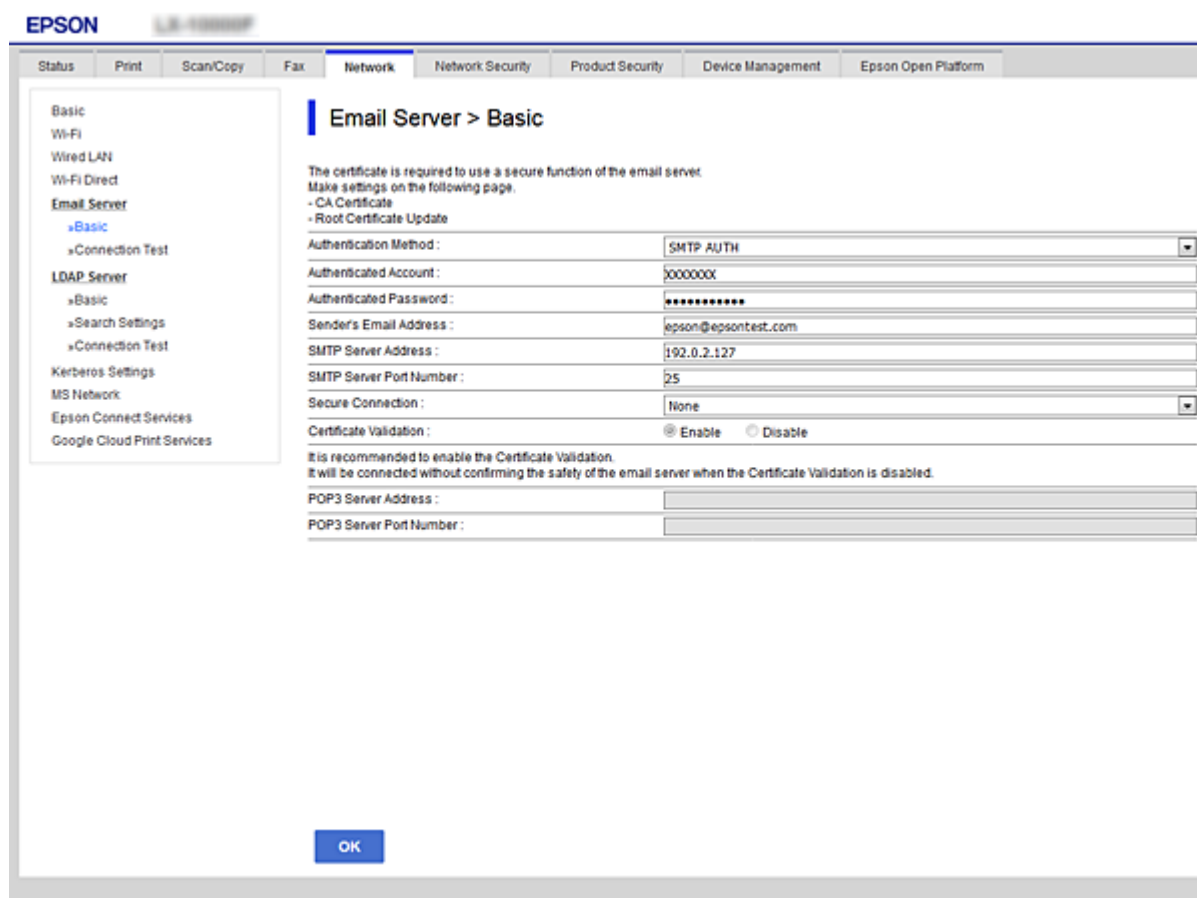 EPSON
Status Print Scan/Copy Fax Network Network Security Product Security Device Management Epson Open Platform
Basic
Wi-Fi
Wired LAN
Wi-Fi Direct
Email Server
»Basic
»Connection Test
LDAP Server
»Basic
»Search Settings
»Connection Test
Kerberos Settings
MS Network
Epson Connect Services
Google Cloud Print Services
Email Server > Basic
The certificate is required to use a secure function of the email server.
Make settings on the following page.
- CA Certificate
- Root Certificate Update
Authentication Method : SMTP AUTH
Authenticated Account : XXXXXXX
Authenticated Password : •••••••••••
Sender's Email Address : epson@epsontest.com
SMTP Server Address : 192.0.2.127
SMTP Server Port Number : 25
Secure Connection : None
Certificate Validation : Enable Disable
It is recommended to enable the Certificate Validation.
It will be connected without confirming the safety of the email server when the Certificate Validation is disabled.
POP3 Server Address :
POP3 Server Port Number :
OK